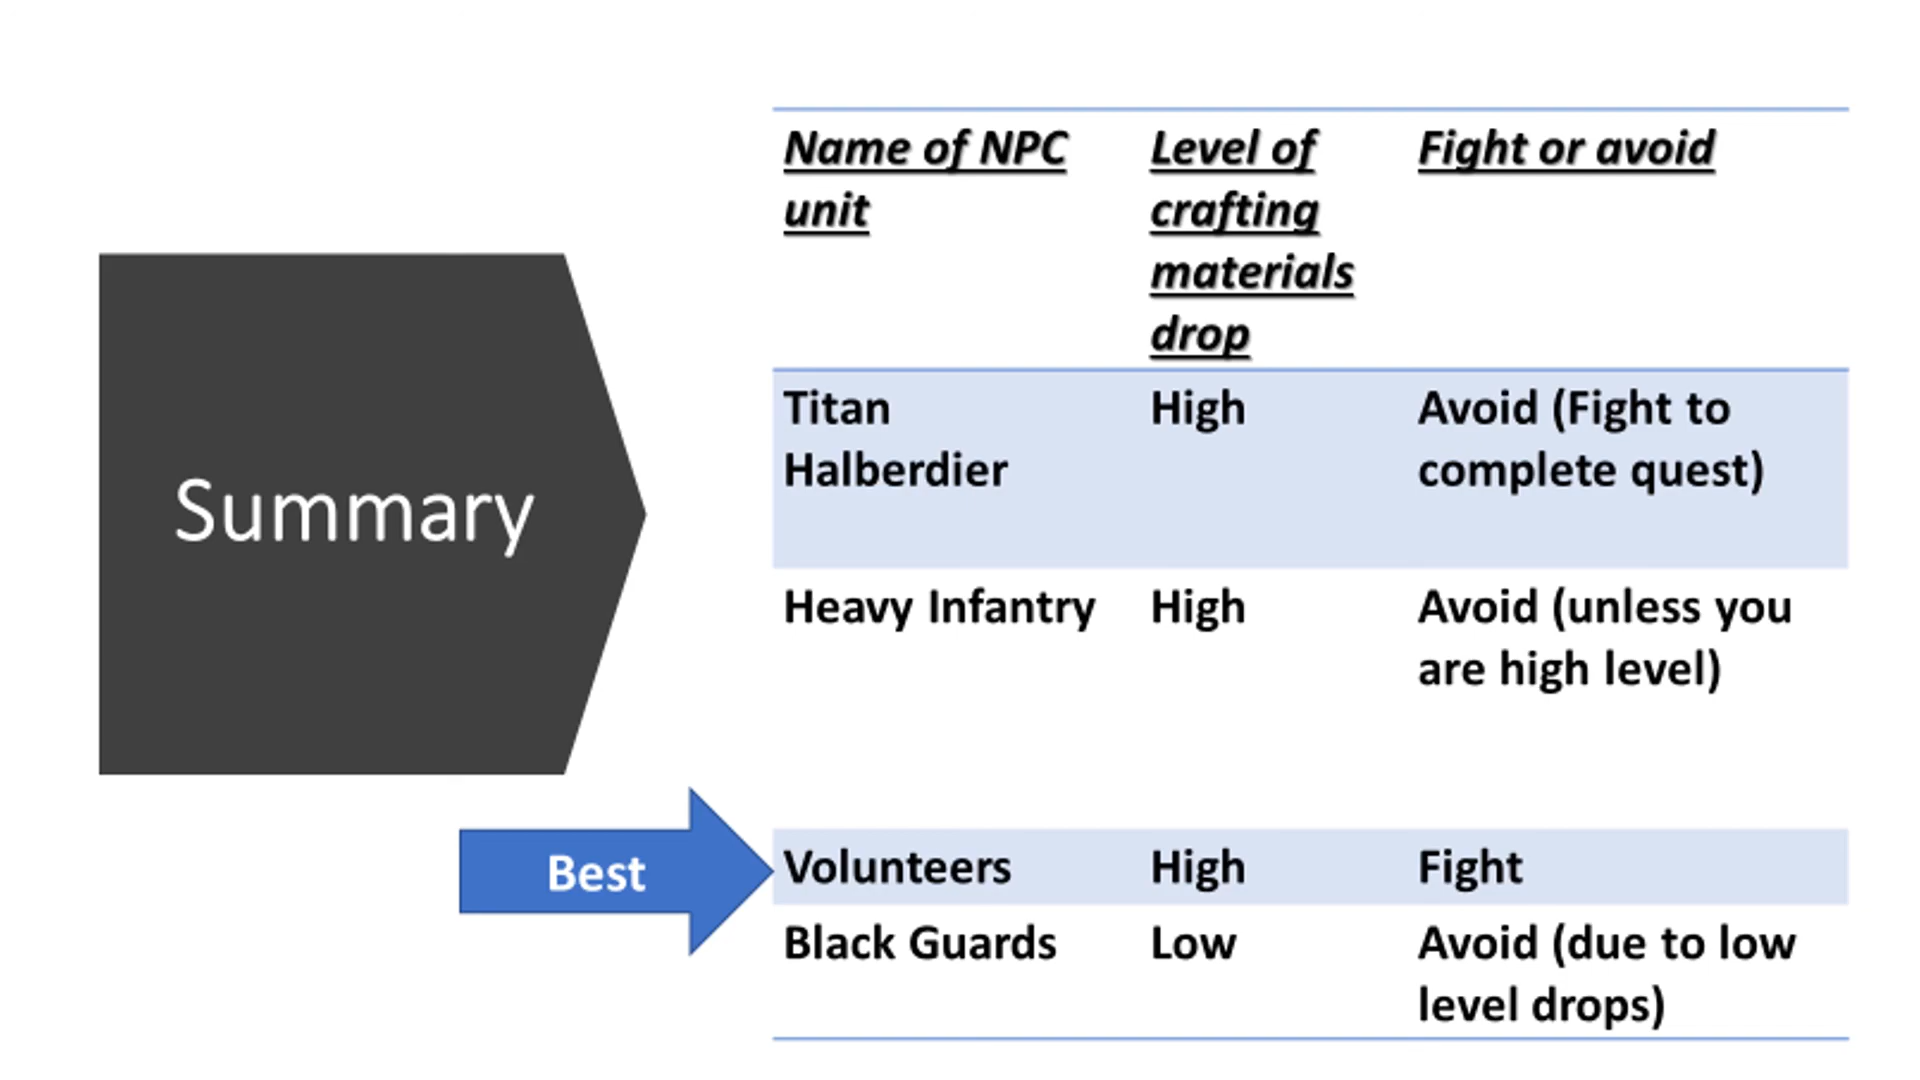 Summary
Best
Name of NPC
unit
Level of
crafting
materials
drop
Fight or avoid
Titan
Halberdier
High
Avoid (Fight to
complete quest)
Heavy Infantry
High
Avoid (unless you
are high level)
Volunteers
High
Fight
Black Guards
Low
Avoid (due to low
level drops)